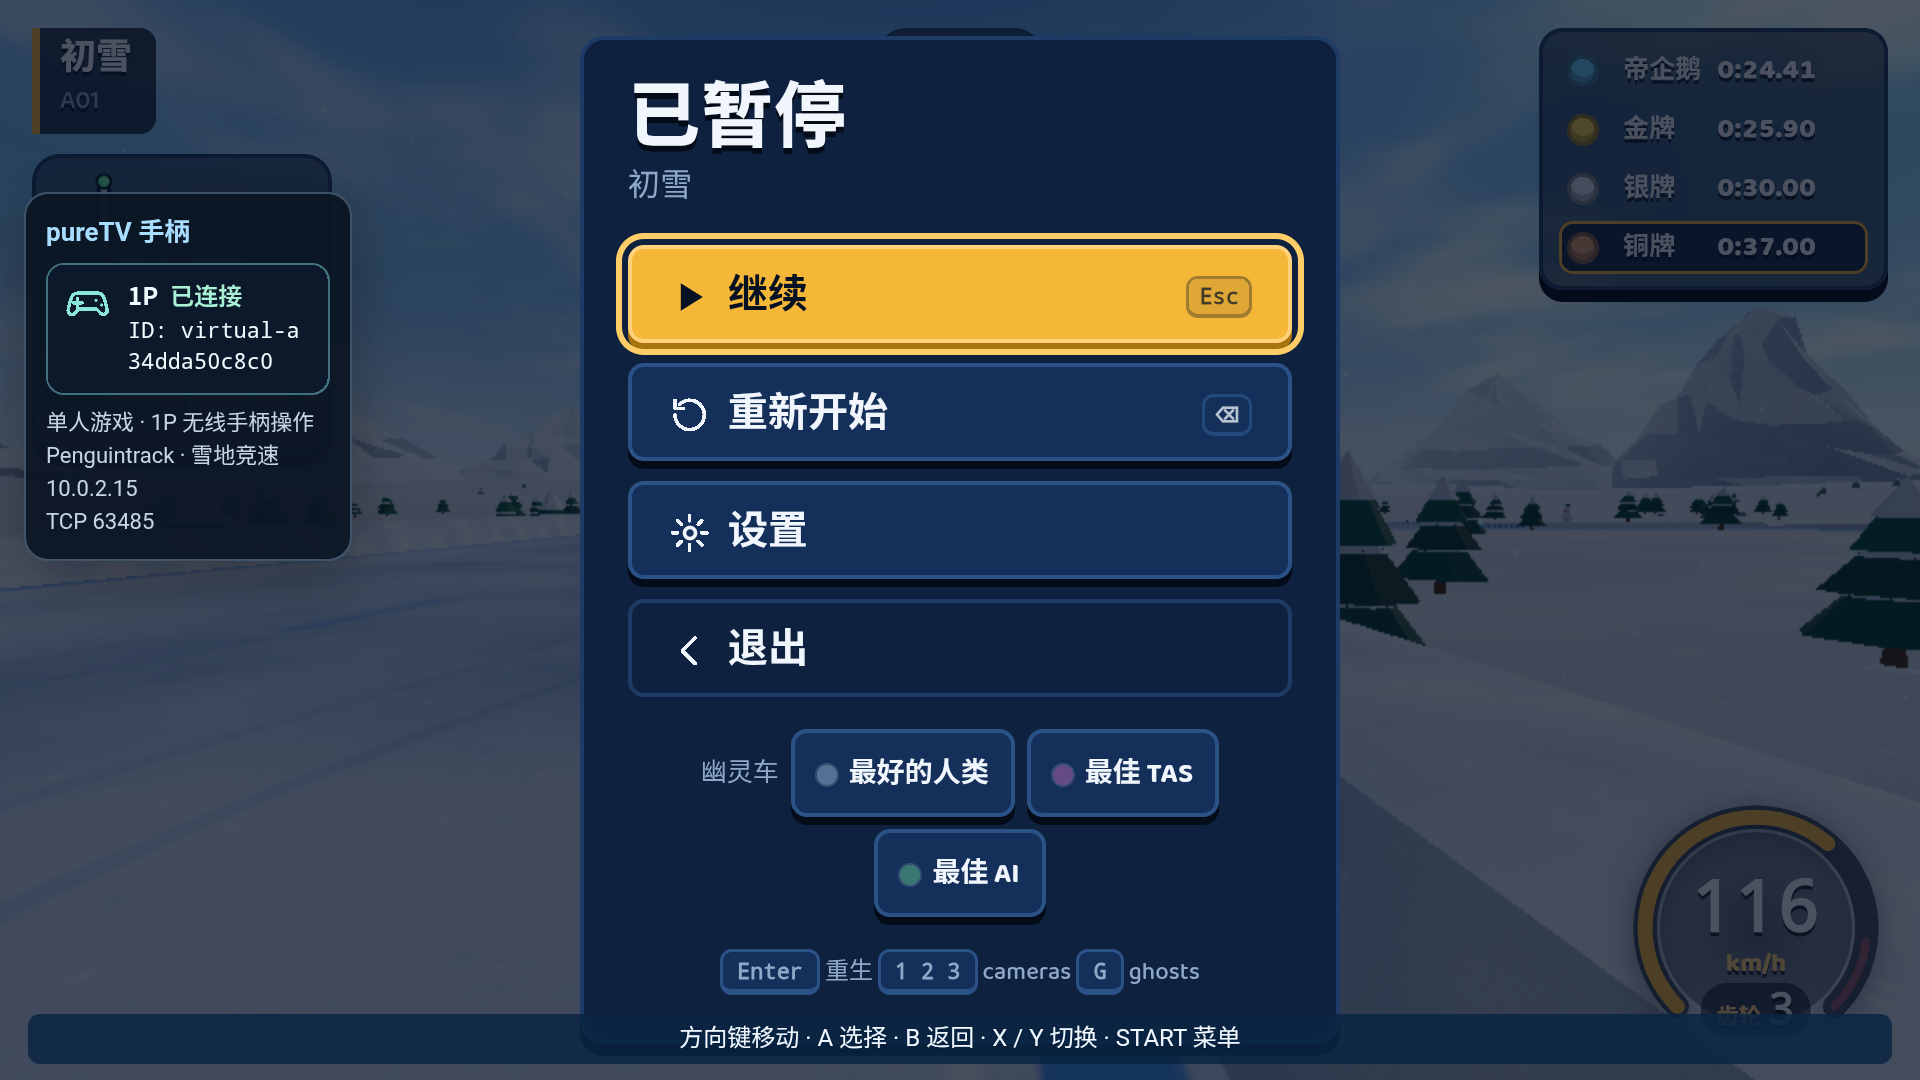 初雪
A01
pureTV 手柄
1P 已连接
ID: virtual-a
34dda50c8c0
单人游戏 · 1P 无线手柄操作
Penguintrack · 雪地竞速
10.0.2.15
TCP 63485
已暂停
初雪
继续 Esc
重新开始
设置
退出
幽灵车 最好的人类 最佳 TAS
最佳 AI
Enter 重生 1 2 3 cameras G ghosts
方向键移动 · A 选择 · B 返回 · X / Y 切换 · START 菜单
帝企鹅 0:24.41
金牌 0:25.90
银牌 0:30.00
铜牌 0:37.00
116
km/h
齿轮 3